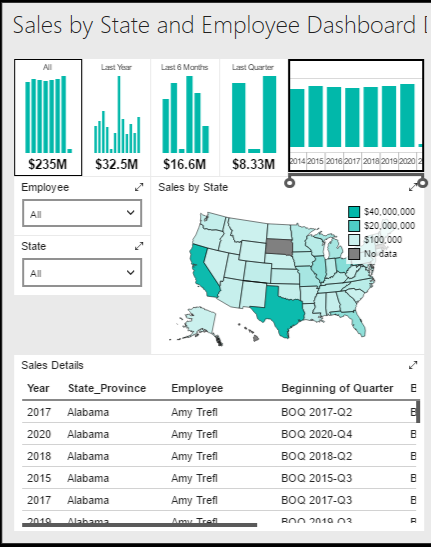 Sales by State and Employee Dashboard
All Last Year Last 6 Months Last Quarter
$235M $32.5M $16.6M $8.33M
2014 2015 2016 2017 2018 2019 2020 2
Employee
All
State
All
Sales by State
$40,000,000
$20,000,000
$100,000
No data
Sales Details
Year State_Province Employee Beginning of Quarter B
2017 Alabama Amy Trefl BOQ 2017-Q2 B
2020 Alabama Amy Trefl BOQ 2020-Q4 B
2018 Alabama Amy Trefl BOQ 2018-Q2 B
2015 Alabama Amy Trefl BOQ 2015-Q3 B
2017 Alabama Amy Trefl BOQ 2017-Q3 B
2019 Alabama Amy Trefl BOQ 2019-Q3 B